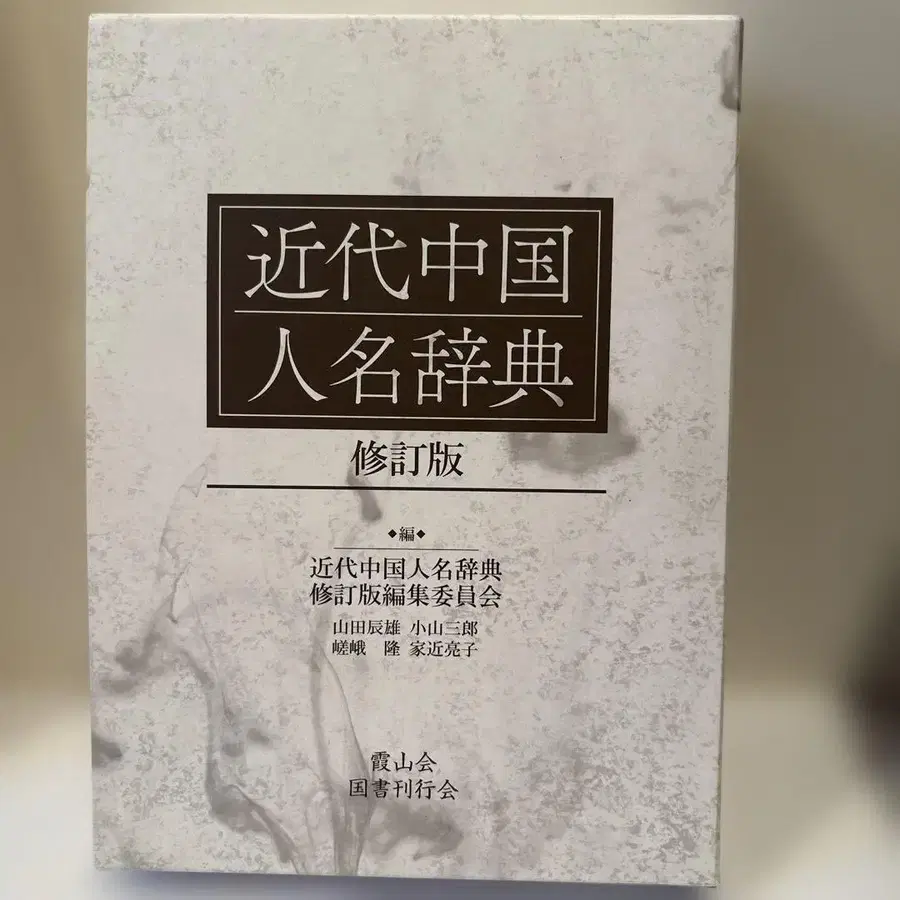 近代中国
人名辞典
修訂版
◆編◆
近代中国人名辞典
修訂版編集委員会
山田辰雄 小山三郎
嵯峨 隆 家近亮子
霞山会
国書刊行会